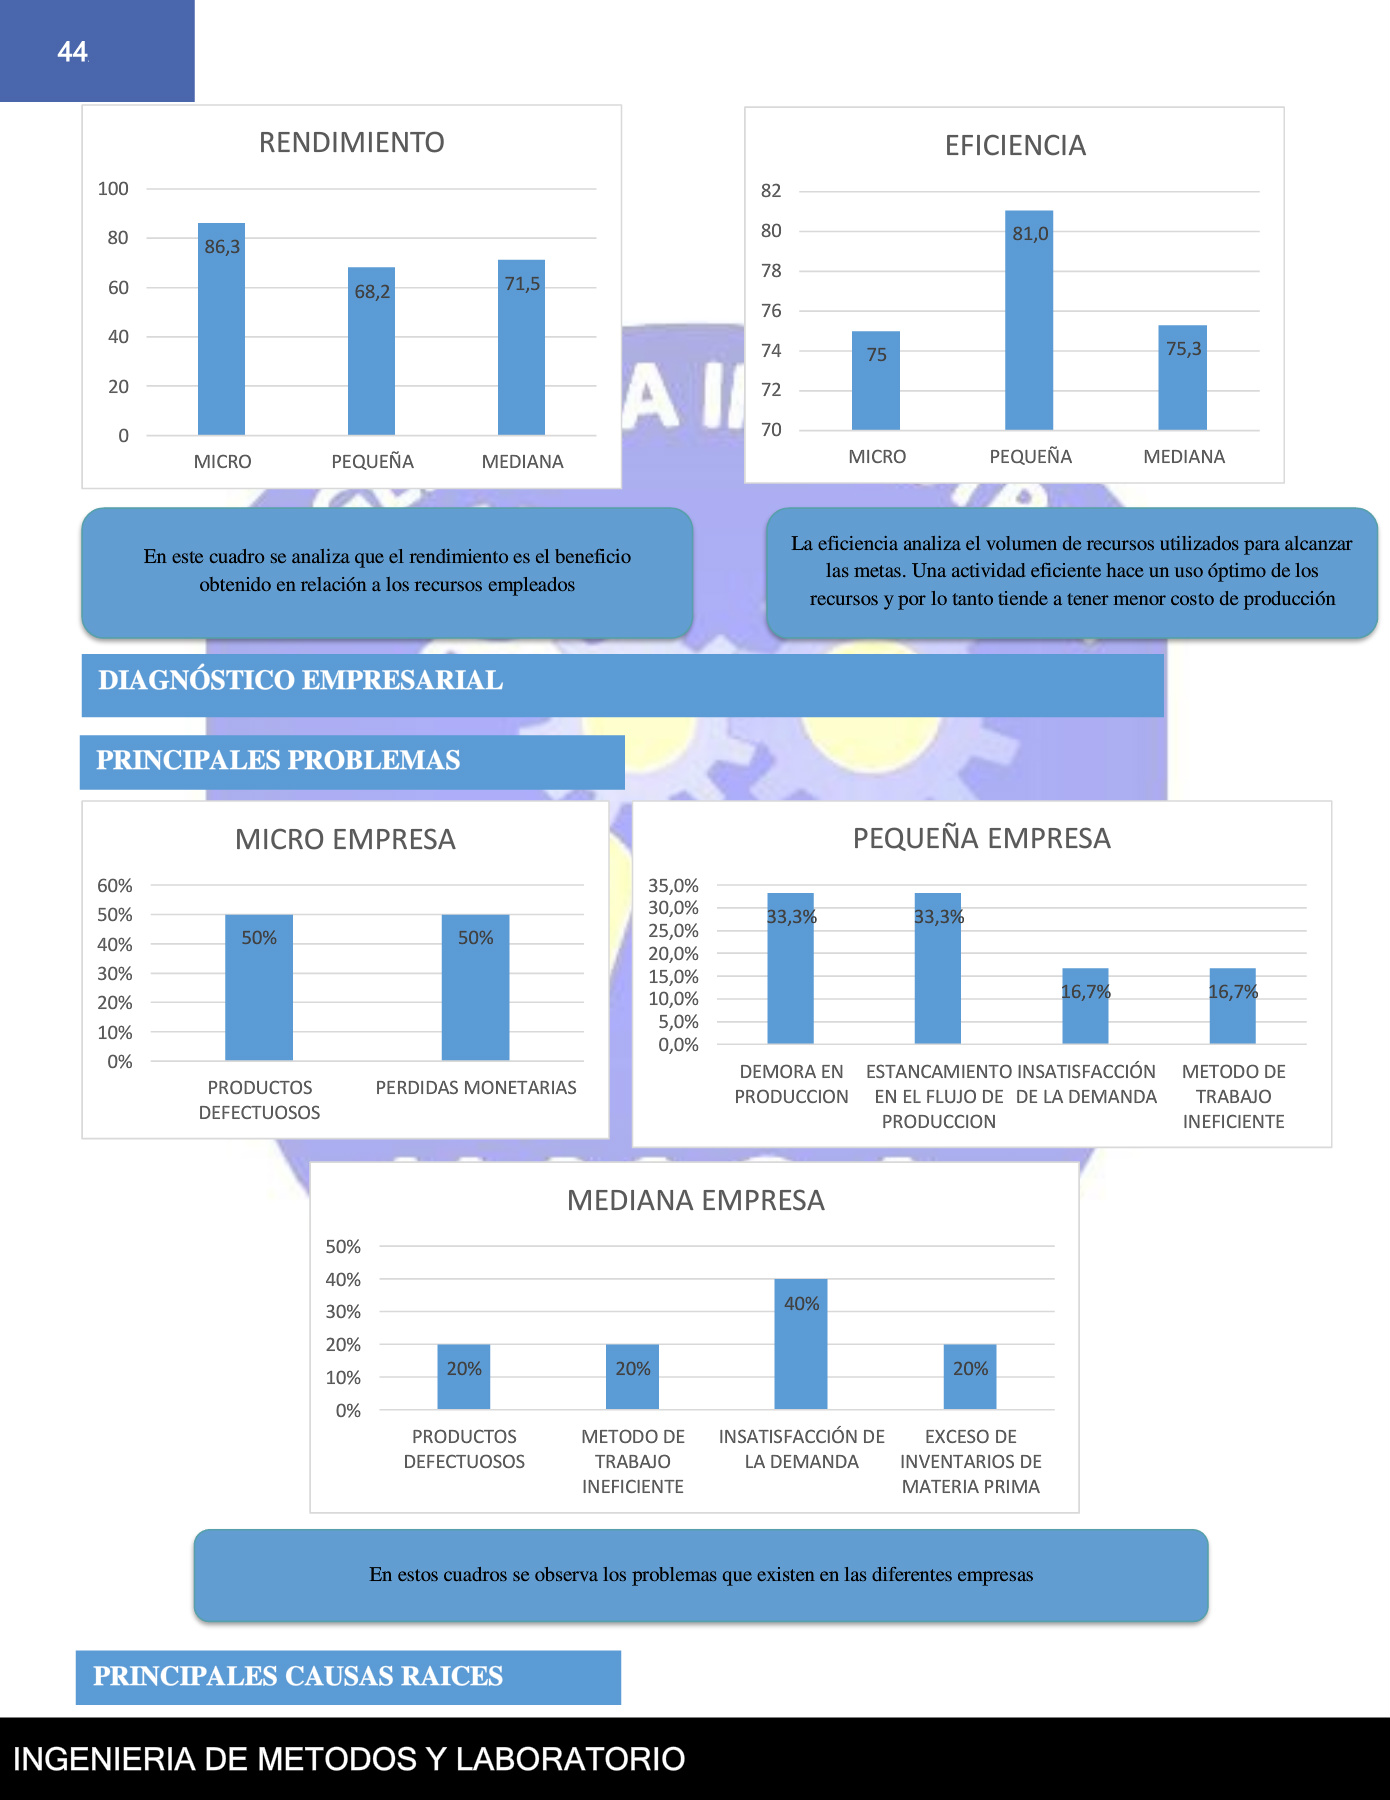 44
RENDIMIENTO
100
80
60
40
20
0
86,3
68,2
71,5
MICRO PEQUEÑA MEDIANA
EFICIENCIA
82
80
78
76
74
72
70
75
81,0
75,3
MICRO PEQUEÑA MEDIANA
En este cuadro se analiza que el rendimiento es el beneficio
obtenido en relación a los recursos empleados
La eficiencia analiza el volumen de recursos utilizados para alcanzar
las metas. Una actividad eficiente hace un uso óptimo de los
recursos y por lo tanto tiende a tener menor costo de producción
DIAGNÓSTICO EMPRESARIAL
PRINCIPALES PROBLEMAS
MICRO EMPRESA
60%
50%
40%
30%
20%
10%
0%
50%
50%
PRODUCTOS
DEFECTUOSOS
PERDIDAS MONETARIAS
PEQUEÑA EMPRESA
35,0%
30,0%
25,0%
20,0%
15,0%
10,0%
5,0%
0,0%
33,3%
33,3%
16,7%
16,7%
DEMORA EN
PRODUCCION
ESTANCAMIENTO
EN EL FLUJO DE
PRODUCCION
INSATISFACCIÓN
DE LA DEMANDA
METODO DE
TRABAJO
INEFICIENTE
MEDIANA EMPRESA
50%
40%
30%
20%
10%
0%
20%
20%
40%
20%
PRODUCTOS
DEFECTUOSOS
METODO DE
TRABAJO
INEFICIENTE
INSATISFACCIÓN DE
LA DEMANDA
EXCESO DE
INVENTARIOS DE
MATERIA PRIMA
En estos cuadros se observa los problemas que existen en las diferentes empresas
PRINCIPALES CAUSAS RAICES
INGENIERIA DE METODOS Y LABORATORIO